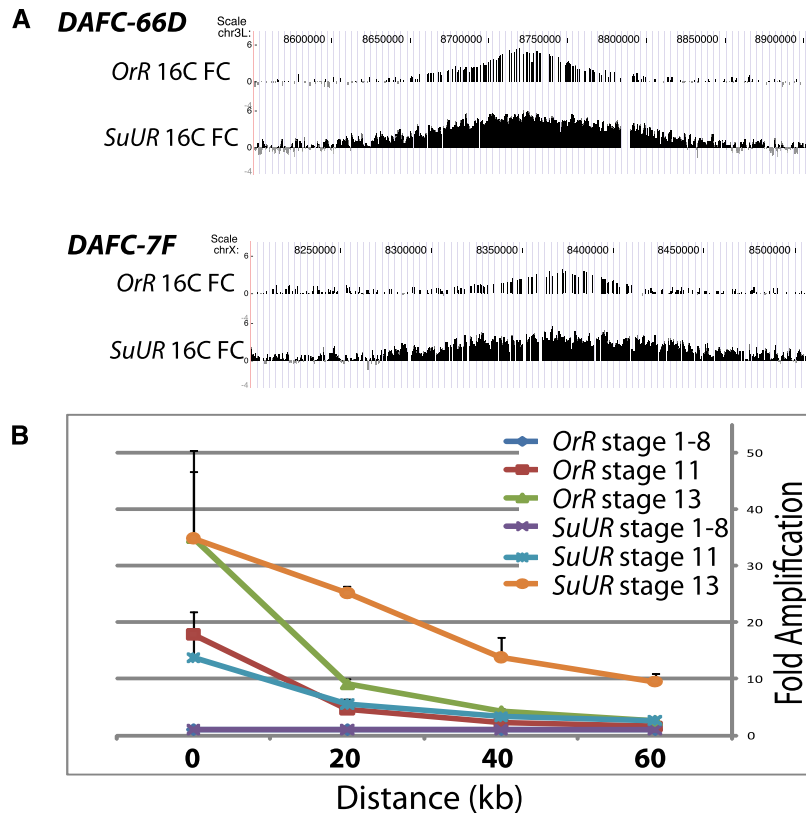 A
DAFC-66D
Scale
chr3L:
8600000 8650000 8700000 8750000 8800000 8850000 8900000
6
OrR 16C FC
0
-4
6
SuUR 16C FC
0
-4
DAFC-7F
Scale
chrX:
8250000 8300000 8350000 8400000 8450000 8500000
6
OrR 16C FC
0
-4
6
SuUR 16C FC
0
-4
B
OrR stage 1-8
OrR stage 11
OrR stage 13
SuUR stage 1-8
SuUR stage 11
SuUR stage 13
50
40
30
20
10
0
Fold Amplification
0 20 40 60
Distance (kb)